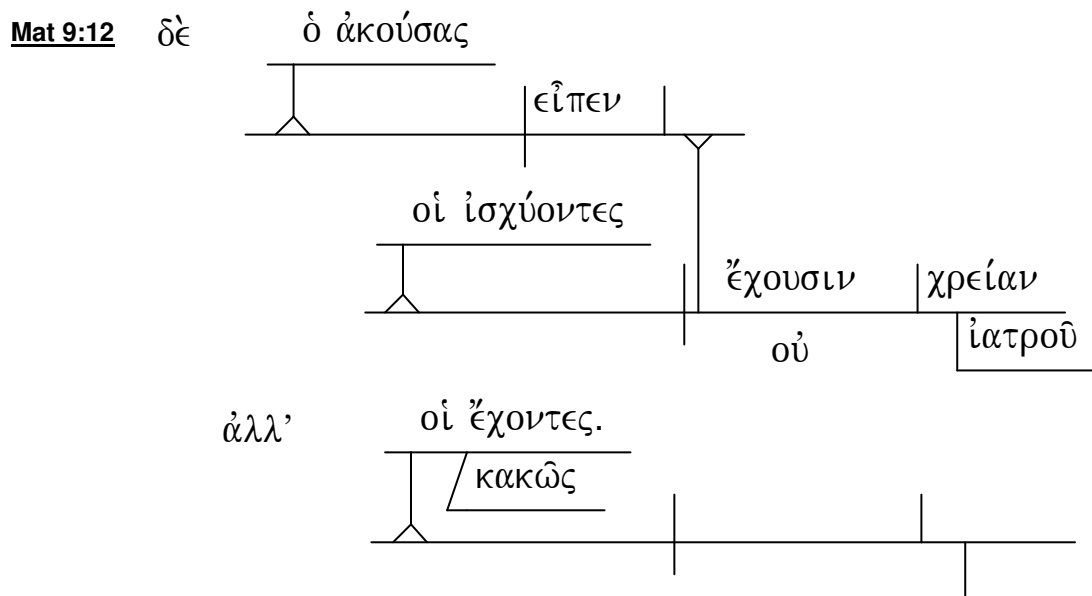 Mat 9:12 δὲ ὁ ἀκούσας
εἶπεν
οἱ ἰσχύοντες
ἔχουσιν χρείαν
οὐ ἰατροῦ
ἀλλ’ οἱ ἔχοντες.
κακῶς